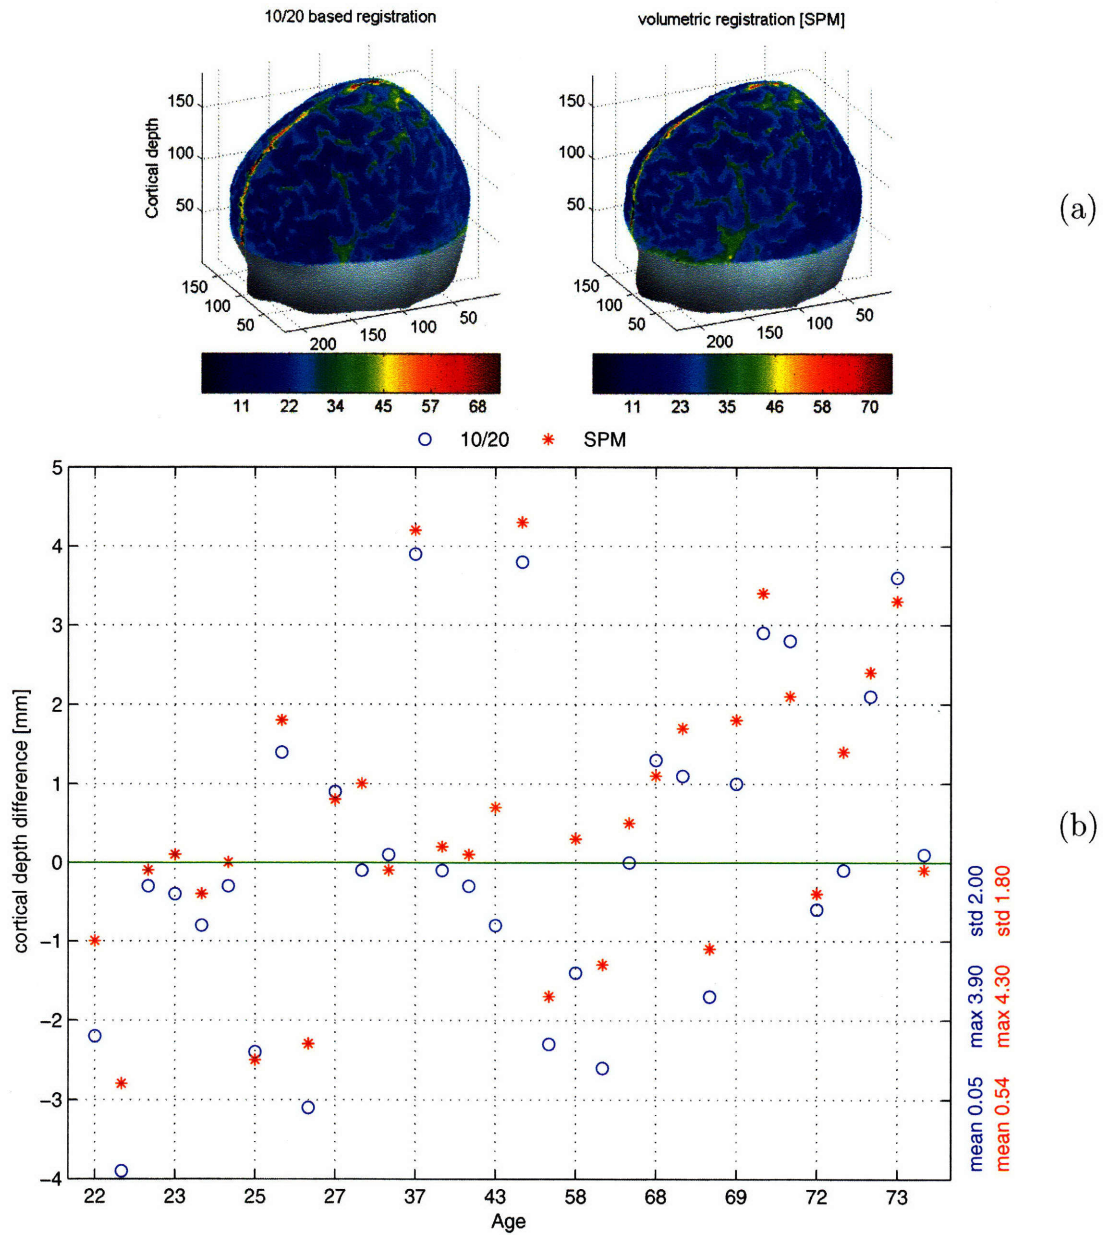 10/20 based registration
volumetric registration [SPM]
Cortical depth
150
100
50
150
100
50
200
150
100
50
150
100
50
150
100
50
200
150
100
50
(a)
11 22 34 45 57 68
11 23 35 46 58 70
10/20 SPM
cortical depth difference [mm]
5
4
3
2
1
0
−1
−2
−3
−4
22 23 25 27 37 43 58 68 69 72 73
Age
mean 0.05 max 3.90 std 2.00
mean 0.54 max 4.30 std 1.80
(b)